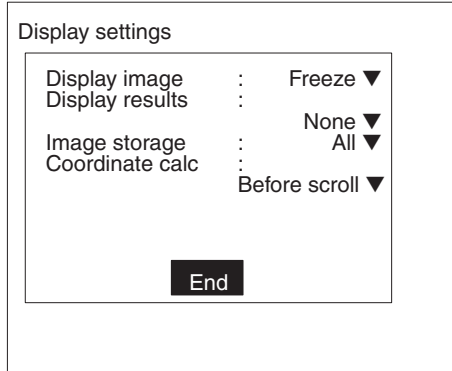 Display settings
Display image : Freeze ▼
Display results :
None ▼
Image storage : All ▼
Coordinate calc :
Before scroll ▼
End